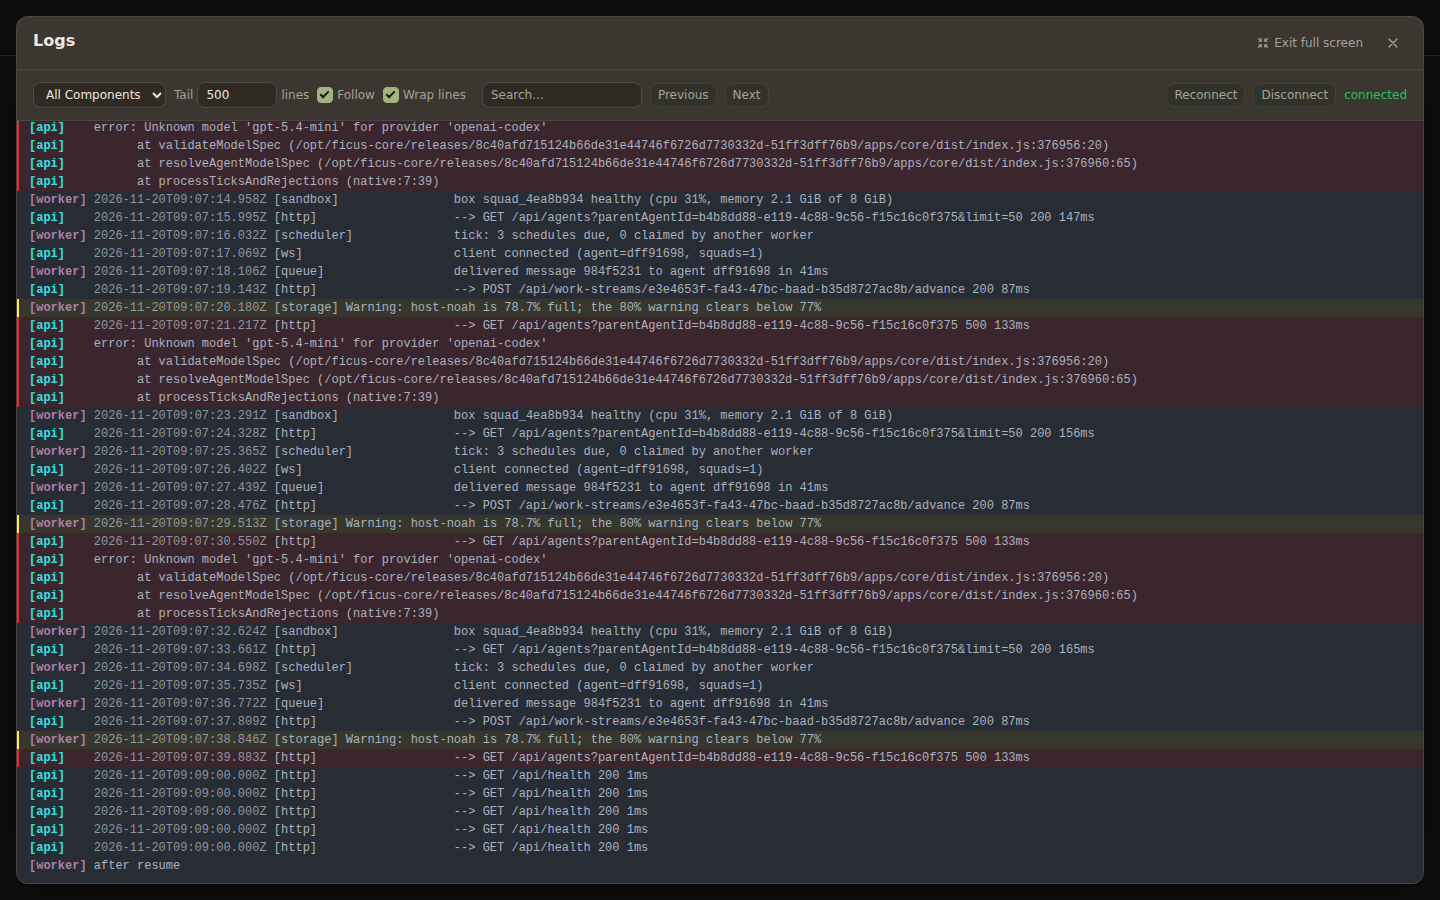 Logs
Exit full screen
All Components Tail 500 lines Follow Wrap lines Search... Previous Next Reconnect Disconnect connected
[api] error: Unknown model 'gpt-5.4-mini' for provider 'openai-codex'
[api] at validateModelSpec (/opt/ficus-core/releases/8c40afd715124b66de31e44746f6726d7730332d-51ff3dff76b9/apps/core/dist/index.js:376956:20)
[api] at resolveAgentModelSpec (/opt/ficus-core/releases/8c40afd715124b66de31e44746f6726d7730332d-51ff3dff76b9/apps/core/dist/index.js:376960:65)
[api] at processTicksAndRejections (native:7:39)
[worker] 2026-11-20T09:07:14.958Z [sandbox] box squad_4ea8b934 healthy (cpu 31%, memory 2.1 GiB of 8 GiB)
[api] 2026-11-20T09:07:15.995Z [http] --> GET /api/agents?parentAgentId=b4b8dd88-e119-4c88-9c56-f15c16c0f375&limit=50 200 147ms
[worker] 2026-11-20T09:07:16.032Z [scheduler] tick: 3 schedules due, 0 claimed by another worker
[api] 2026-11-20T09:07:17.069Z [ws] client connected (agent=dff91698, squads=1)
[worker] 2026-11-20T09:07:18.106Z [queue] delivered message 984f5231 to agent dff91698 in 41ms
[api] 2026-11-20T09:07:19.143Z [http] --> POST /api/work-streams/e3e4653f-fa43-47bc-baad-b35d8727ac8b/advance 200 87ms
[worker] 2026-11-20T09:07:20.180Z [storage] Warning: host-noah is 78.7% full; the 80% warning clears below 77%
[api] 2026-11-20T09:07:21.217Z [http] --> GET /api/agents?parentAgentId=b4b8dd88-e119-4c88-9c56-f15c16c0f375 500 133ms
[api] error: Unknown model 'gpt-5.4-mini' for provider 'openai-codex'
[api] at validateModelSpec (/opt/ficus-core/releases/8c40afd715124b66de31e44746f6726d7730332d-51ff3dff76b9/apps/core/dist/index.js:376956:20)
[api] at resolveAgentModelSpec (/opt/ficus-core/releases/8c40afd715124b66de31e44746f6726d7730332d-51ff3dff76b9/apps/core/dist/index.js:376960:65)
[api] at processTicksAndRejections (native:7:39)
[worker] 2026-11-20T09:07:23.291Z [sandbox] box squad_4ea8b934 healthy (cpu 31%, memory 2.1 GiB of 8 GiB)
[api] 2026-11-20T09:07:24.328Z [http] --> GET /api/agents?parentAgentId=b4b8dd88-e119-4c88-9c56-f15c16c0f375&limit=50 200 156ms
[worker] 2026-11-20T09:07:25.365Z [scheduler] tick: 3 schedules due, 0 claimed by another worker
[api] 2026-11-20T09:07:26.402Z [ws] client connected (agent=dff91698, squads=1)
[worker] 2026-11-20T09:07:27.439Z [queue] delivered message 984f5231 to agent dff91698 in 41ms
[api] 2026-11-20T09:07:28.476Z [http] --> POST /api/work-streams/e3e4653f-fa43-47bc-baad-b35d8727ac8b/advance 200 87ms
[worker] 2026-11-20T09:07:29.513Z [storage] Warning: host-noah is 78.7% full; the 80% warning clears below 77%
[api] 2026-11-20T09:07:30.550Z [http] --> GET /api/agents?parentAgentId=b4b8dd88-e119-4c88-9c56-f15c16c0f375 500 133ms
[api] error: Unknown model 'gpt-5.4-mini' for provider 'openai-codex'
[api] at validateModelSpec (/opt/ficus-core/releases/8c40afd715124b66de31e44746f6726d7730332d-51ff3dff76b9/apps/core/dist/index.js:376956:20)
[api] at resolveAgentModelSpec (/opt/ficus-core/releases/8c40afd715124b66de31e44746f6726d7730332d-51ff3dff76b9/apps/core/dist/index.js:376960:65)
[api] at processTicksAndRejections (native:7:39)
[worker] 2026-11-20T09:07:32.624Z [sandbox] box squad_4ea8b934 healthy (cpu 31%, memory 2.1 GiB of 8 GiB)
[api] 2026-11-20T09:07:33.661Z [http] --> GET /api/agents?parentAgentId=b4b8dd88-e119-4c88-9c56-f15c16c0f375&limit=50 200 165ms
[worker] 2026-11-20T09:07:34.698Z [scheduler] tick: 3 schedules due, 0 claimed by another worker
[api] 2026-11-20T09:07:35.735Z [ws] client connected (agent=dff91698, squads=1)
[worker] 2026-11-20T09:07:36.772Z [queue] delivered message 984f5231 to agent dff91698 in 41ms
[api] 2026-11-20T09:07:37.809Z [http] --> POST /api/work-streams/e3e4653f-fa43-47bc-baad-b35d8727ac8b/advance 200 87ms
[worker] 2026-11-20T09:07:38.846Z [storage] Warning: host-noah is 78.7% full; the 80% warning clears below 77%
[api] 2026-11-20T09:07:39.883Z [http] --> GET /api/agents?parentAgentId=b4b8dd88-e119-4c88-9c56-f15c16c0f375 500 133ms
[api] 2026-11-20T09:09:00.000Z [http] --> GET /api/health 200 1ms
[api] 2026-11-20T09:09:00.000Z [http] --> GET /api/health 200 1ms
[api] 2026-11-20T09:09:00.000Z [http] --> GET /api/health 200 1ms
[api] 2026-11-20T09:09:00.000Z [http] --> GET /api/health 200 1ms
[api] 2026-11-20T09:09:00.000Z [http] --> GET /api/health 200 1ms
[worker] after resume